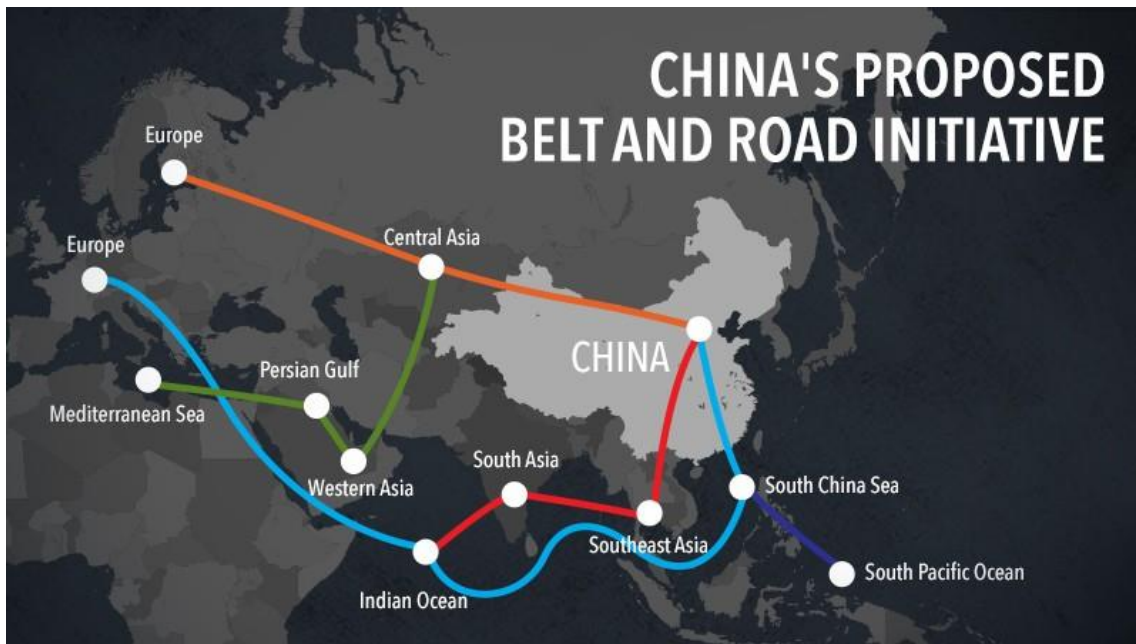 CHINA'S PROPOSED
BELT AND ROAD INITIATIVE
Europe
Europe
Central Asia
CHINA
Persian Gulf
Mediterranean Sea
Western Asia
South Asia
South China Sea
Southeast Asia
South Pacific Ocean
Indian Ocean